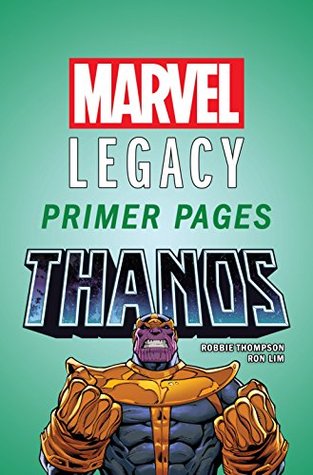 MARVEL
LEGACY
PRIMER PAGES
THANOS
ROBBIE THOMPSON
RON LIM